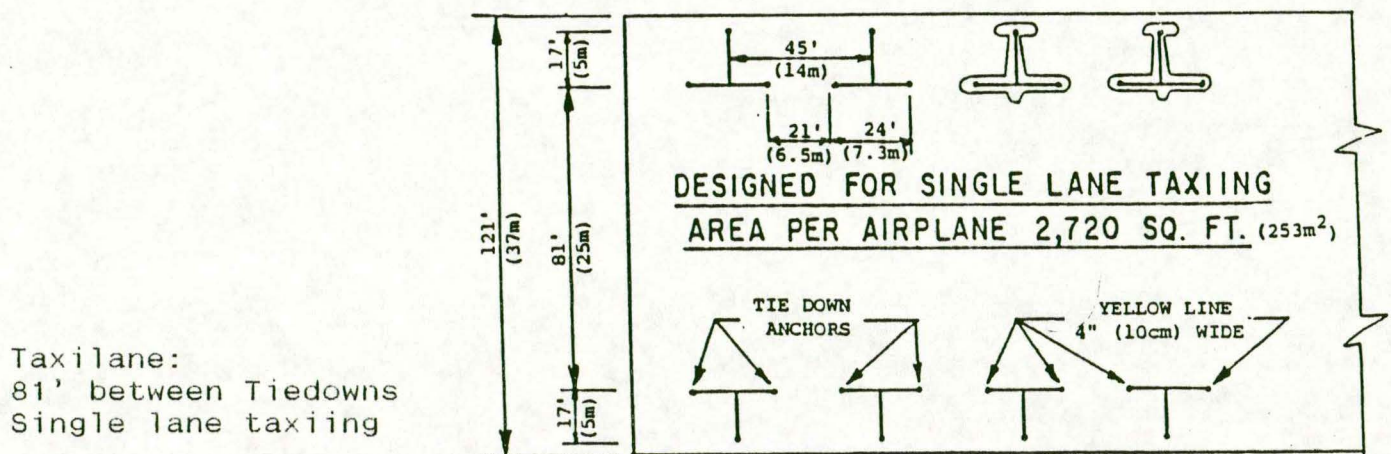 17'
(5m)
45'
(14m)
21'
(6.5m)
24'
(7.3m)
DESIGNED FOR SINGLE LANE TAXIING
AREA PER AIRPLANE 2,720 SQ. FT. (253m²)
121'
(37m)
81'
(25m)
TIE DOWN
ANCHORS
YELLOW LINE
4" (10cm) WIDE
Taxilane:
81' between Tiedowns
Single lane taxiing
17'
(5m)